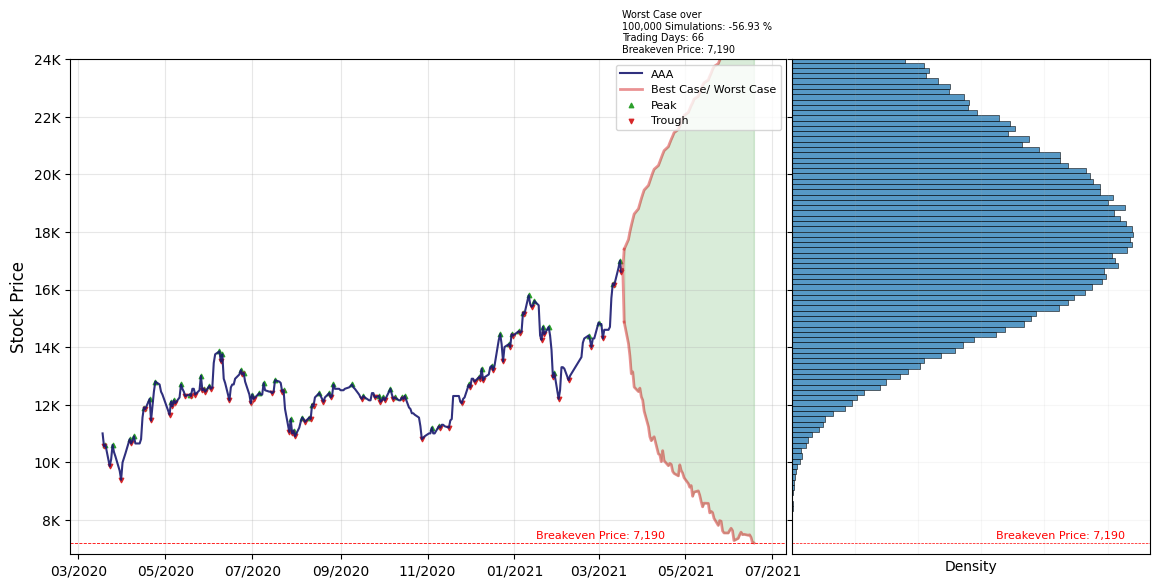 Worst Case over
100,000 Simulations: -56.93 %
Trading Days: 66
Breakeven Price: 7,190
24K
22K
20K
18K
16K
14K
12K
10K
8K
Stock Price
AAA
Best Case/ Worst Case
Peak
Trough
Breakeven Price: 7,190
Breakeven Price: 7,190
03/2020
05/2020
07/2020
09/2020
11/2020
01/2021
03/2021
05/2021
07/2021
Density